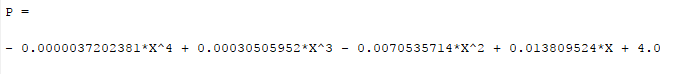 P =
- 0.0000037202381*X^4 + 0.00030505952*X^3 - 0.0070535714*X^2 + 0.013809524*X + 4.0